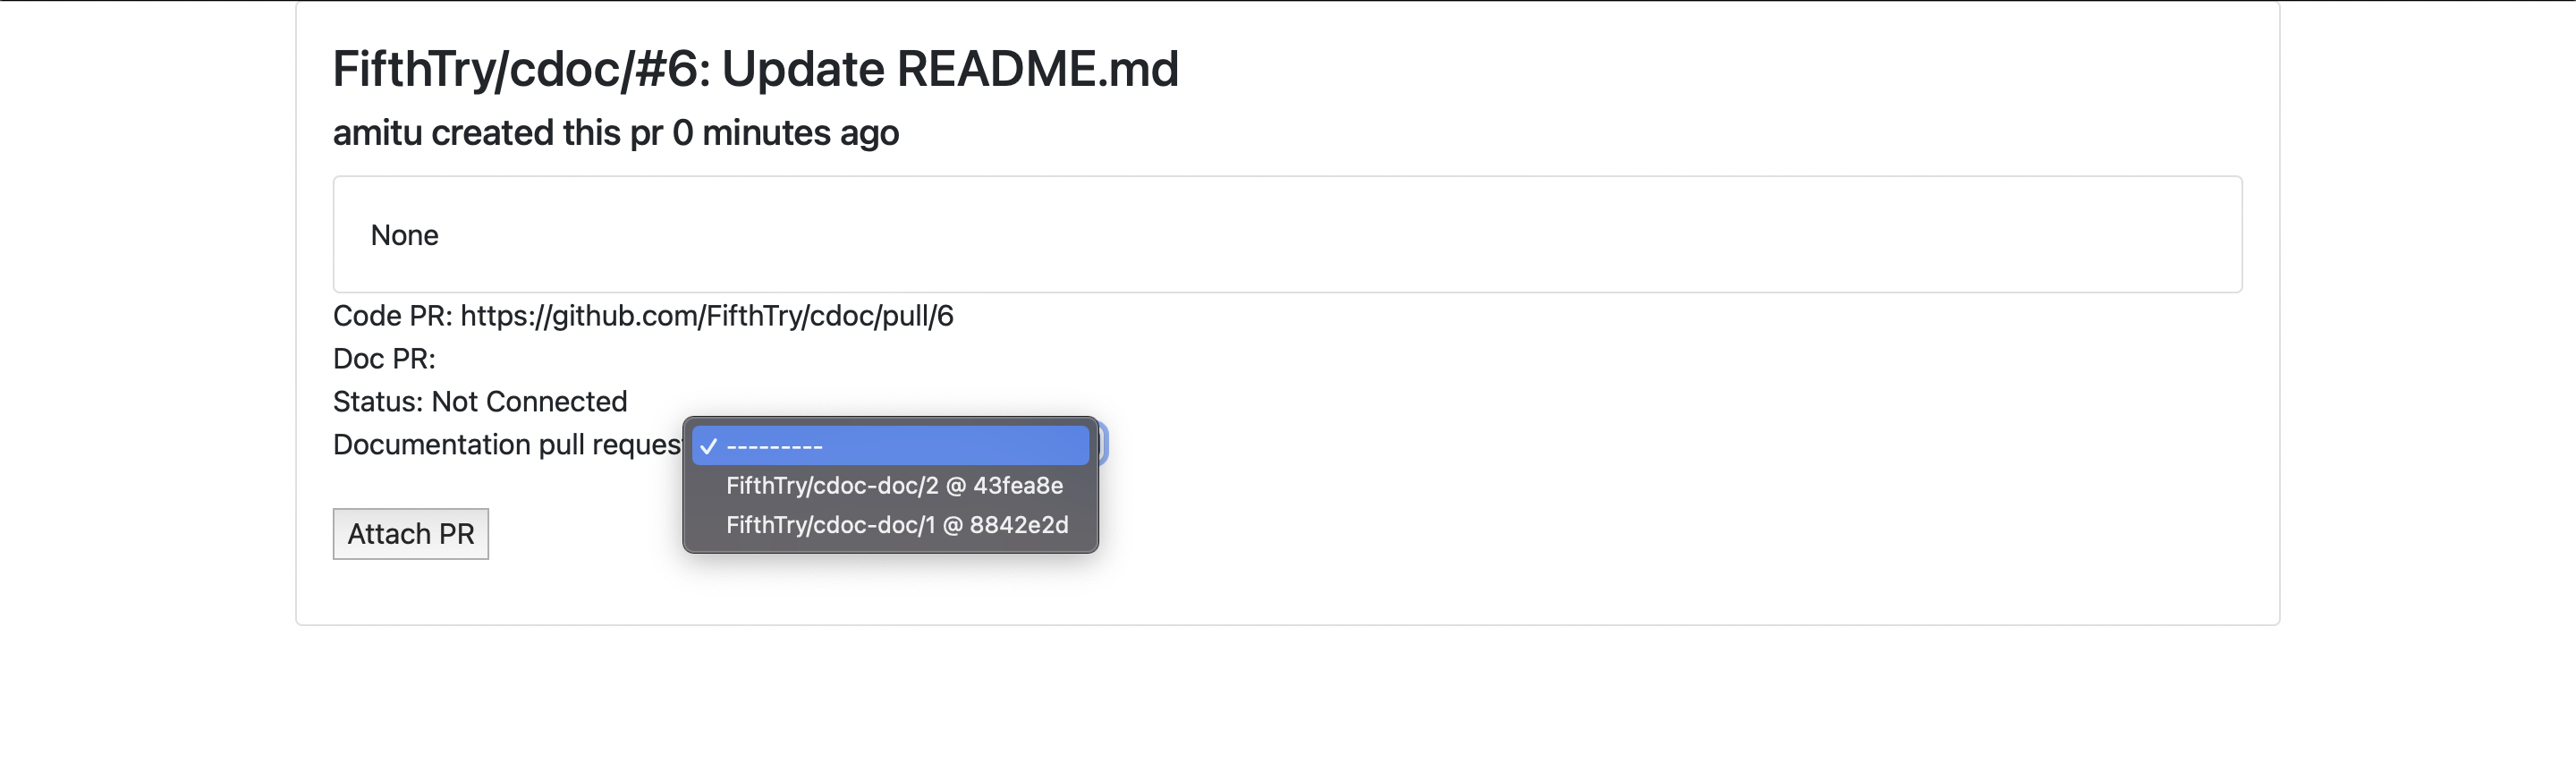 FifthTry/cdoc/#6: Update README.md
amitu created this pr 0 minutes ago
None
Code PR: https://github.com/FifthTry/cdoc/pull/6
Doc PR:
Status: Not Connected
Documentation pull reques
✓ ---------
FifthTry/cdoc-doc/2 @ 43fea8e
FifthTry/cdoc-doc/1 @ 8842e2d
Attach PR